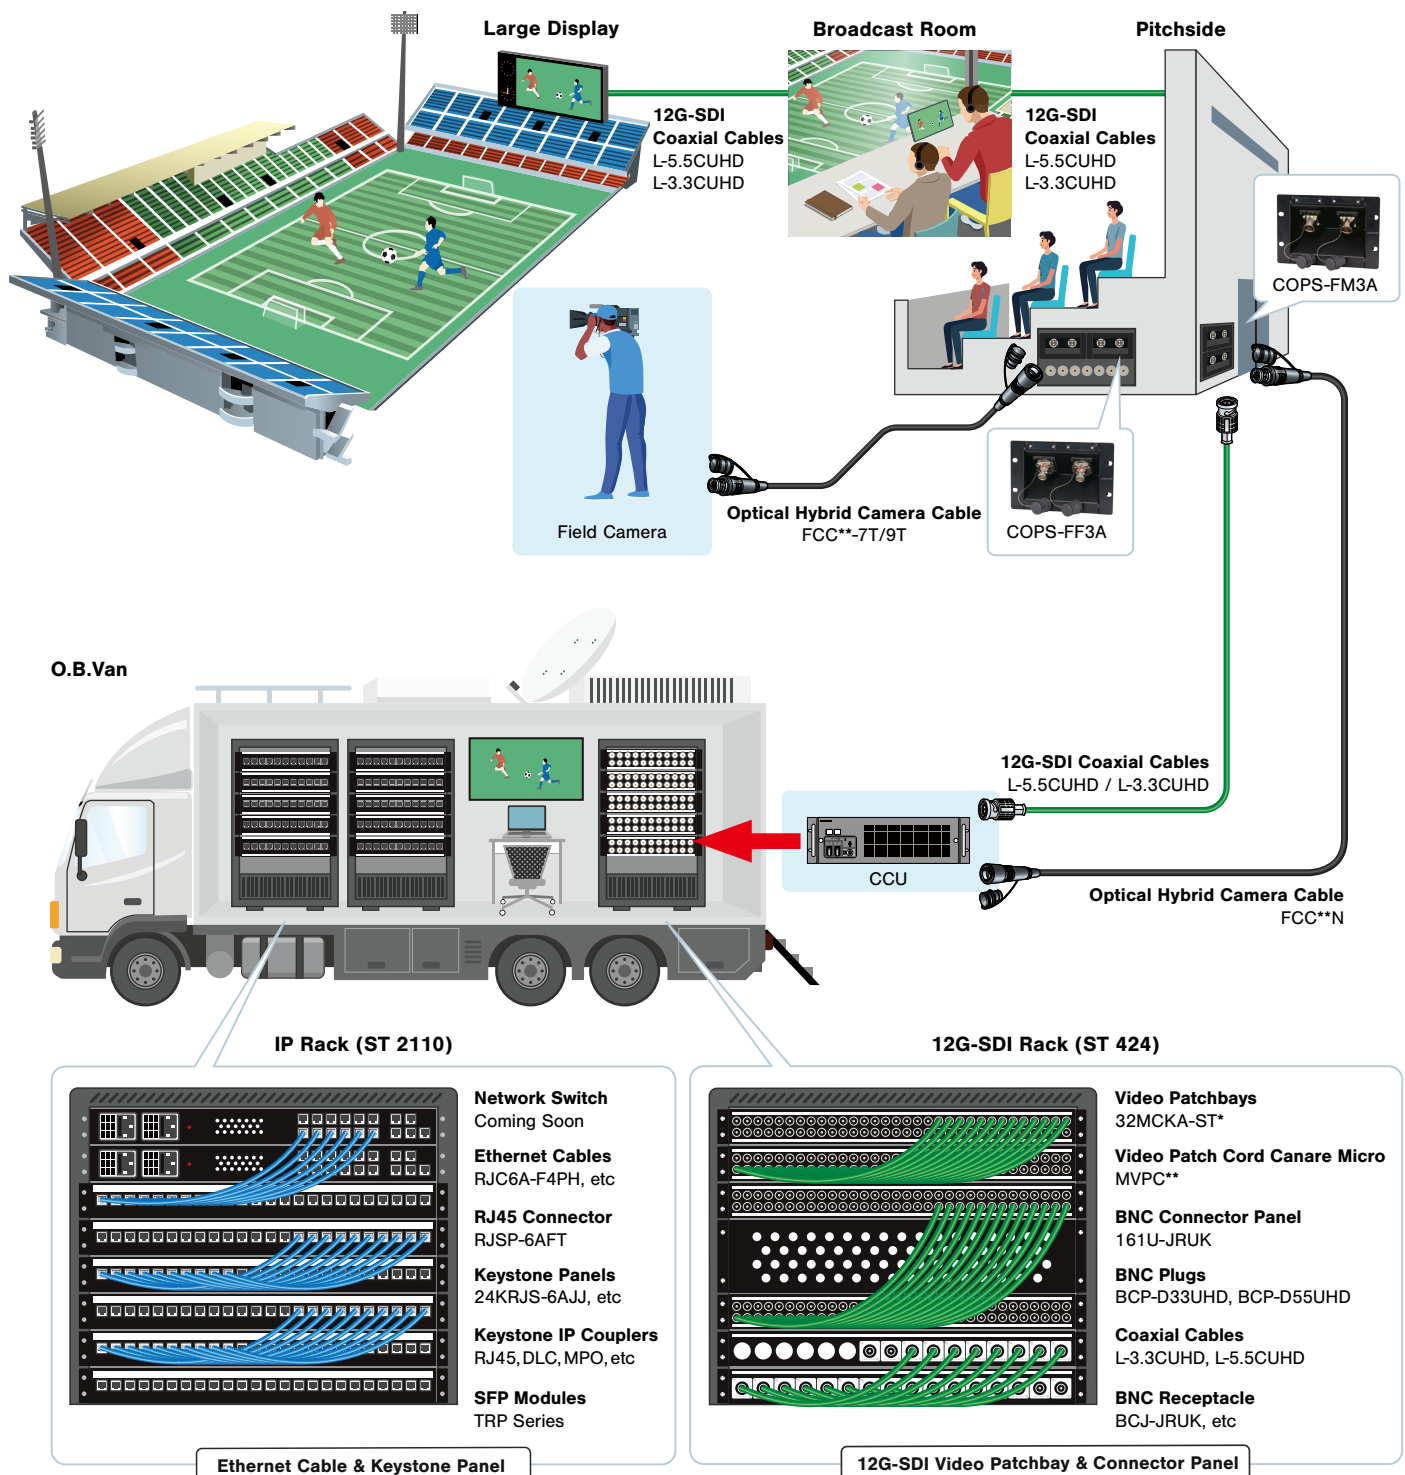 Large Display
Broadcast Room
Pitchside
12G-SDI
Coaxial Cables
L-5.5CUHD
L-3.3CUHD
12G-SDI
Coaxial Cables
L-5.5CUHD
L-3.3CUHD
COPS-FM3A
Field Camera
Optical Hybrid Camera Cable
FCC**-7T/9T
COPS-FF3A
O.B.Van
12G-SDI Coaxial Cables
L-5.5CUHD / L-3.3CUHD
CCU
Optical Hybrid Camera Cable
FCC**N
IP Rack (ST 2110)
Network Switch
Coming Soon
Ethernet Cables
RJC6A-F4PH, etc
RJ45 Connector
RJSP-6AFT
Keystone Panels
24KRJS-6AJJ, etc
Keystone IP Couplers
RJ45, DLC, MPO, etc
SFP Modules
TRP Series
Ethernet Cable & Keystone Panel
12G-SDI Rack (ST 424)
Video Patchbays
32MCKA-ST*
Video Patch Cord Canare Micro
MVPC**
BNC Connector Panel
161U-JRUK
BNC Plugs
BCP-D33UHD, BCP-D55UHD
Coaxial Cables
L-3.3CUHD, L-5.5CUHD
BNC Receptacle
BCJ-JRUK, etc
12G-SDI Video Patchbay & Connector Panel